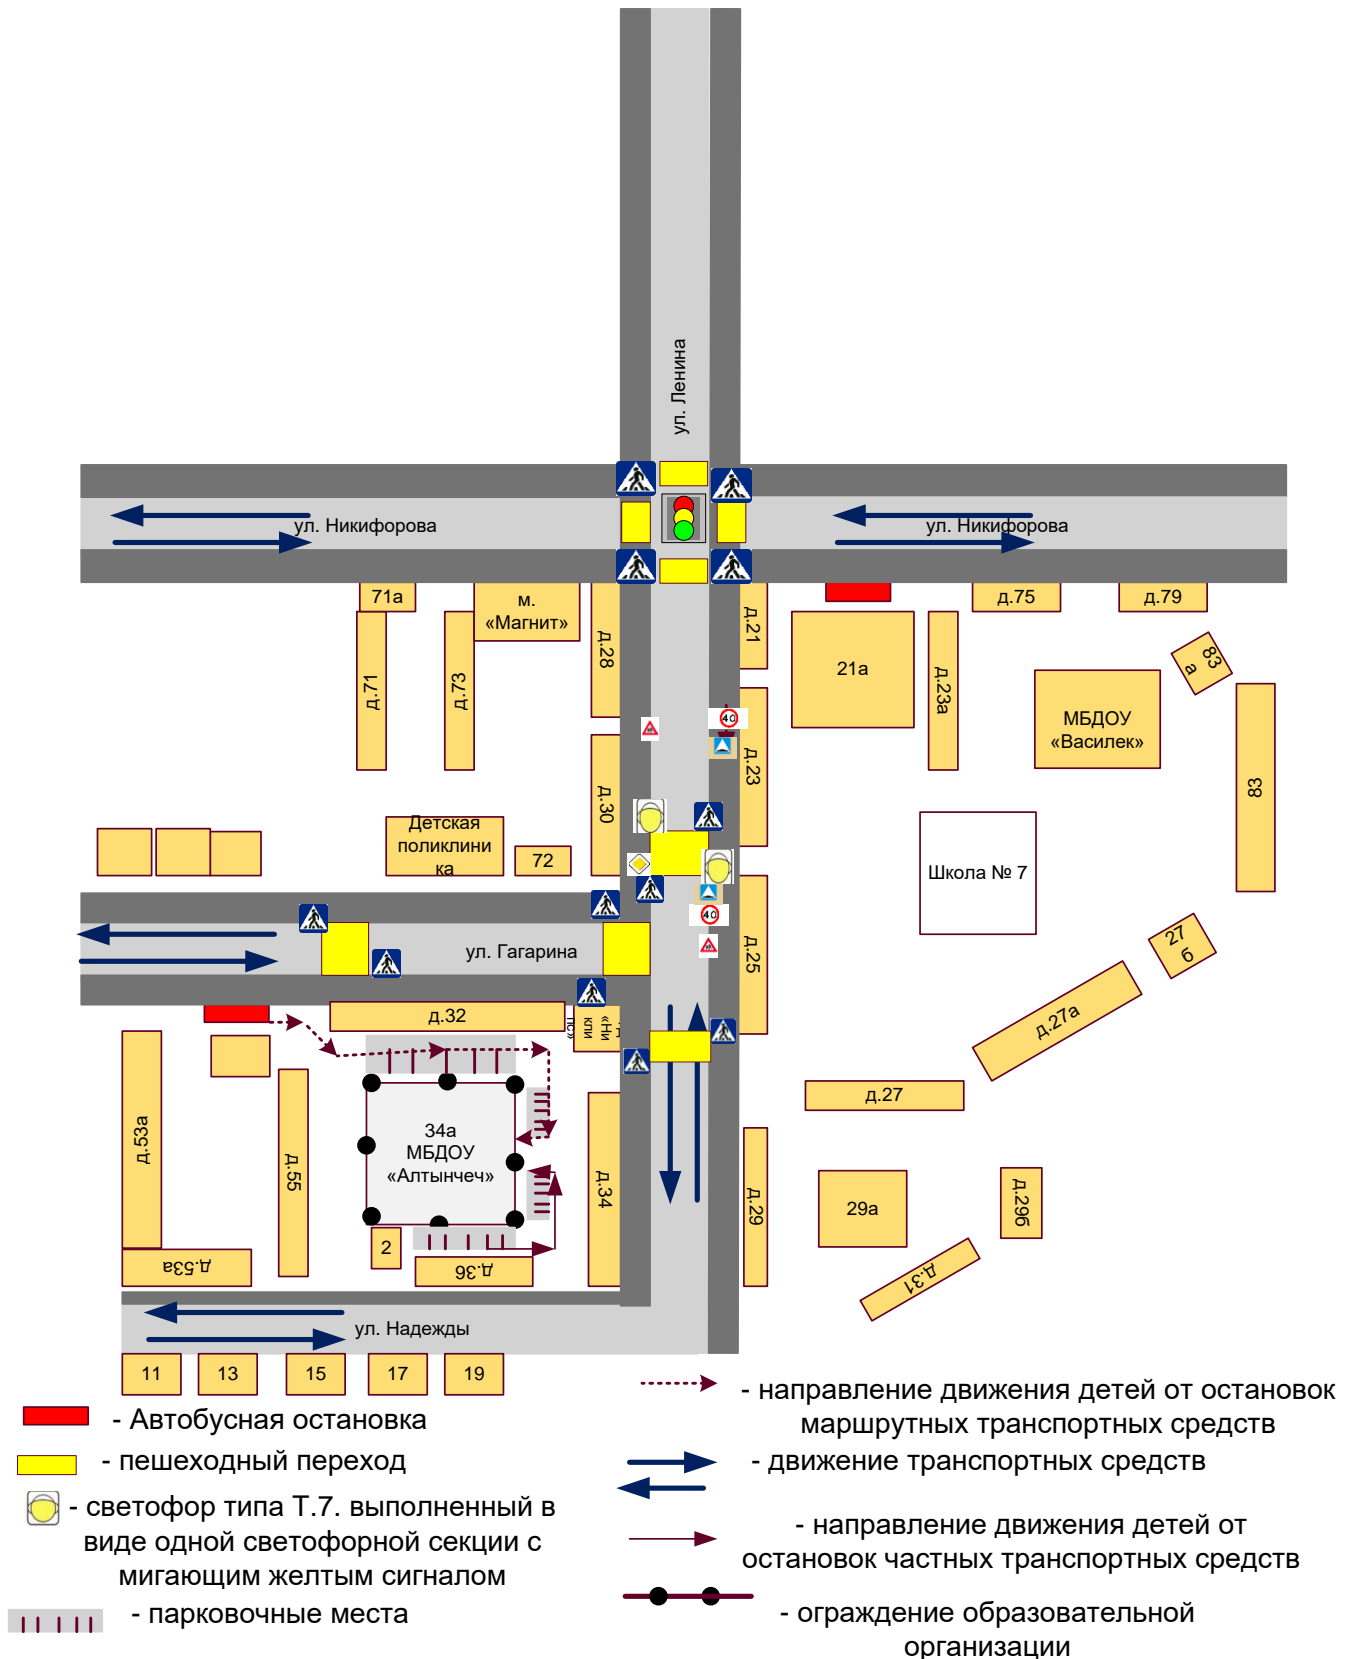 ул. Ленина
ул. Никифорова
ул. Никифорова
71а
м.
«Магнит»
д.28
д.21
д.75
д.79
д.71
д.73
21а
д.23а
83
а
МБДОУ
«Василек»
40
д.23
д.30
83
Детская
поликлини
ка
72
Школа № 7
40
ул. Гагарина
д.25
27
б
д.27а
д.32
«Ни
кли
пс»
д.27
д.53а
34а
МБДОУ
«Алтынчеч»
д.55
д.34
д.29
29а
д.29б
2
д.53а
д.36
д.31
ул. Надежды
11
13
15
17
19
- Автобусная остановка
- пешеходный переход
- светофор типа Т.7. выполненный в
виде одной светофорной секции с
мигающим желтым сигналом
- парковочные места
- направление движения детей от остановок
маршрутных транспортных средств
- движение транспортных средств
- направление движения детей от
остановок частных транспортных средств
- ограждение образовательной
организации